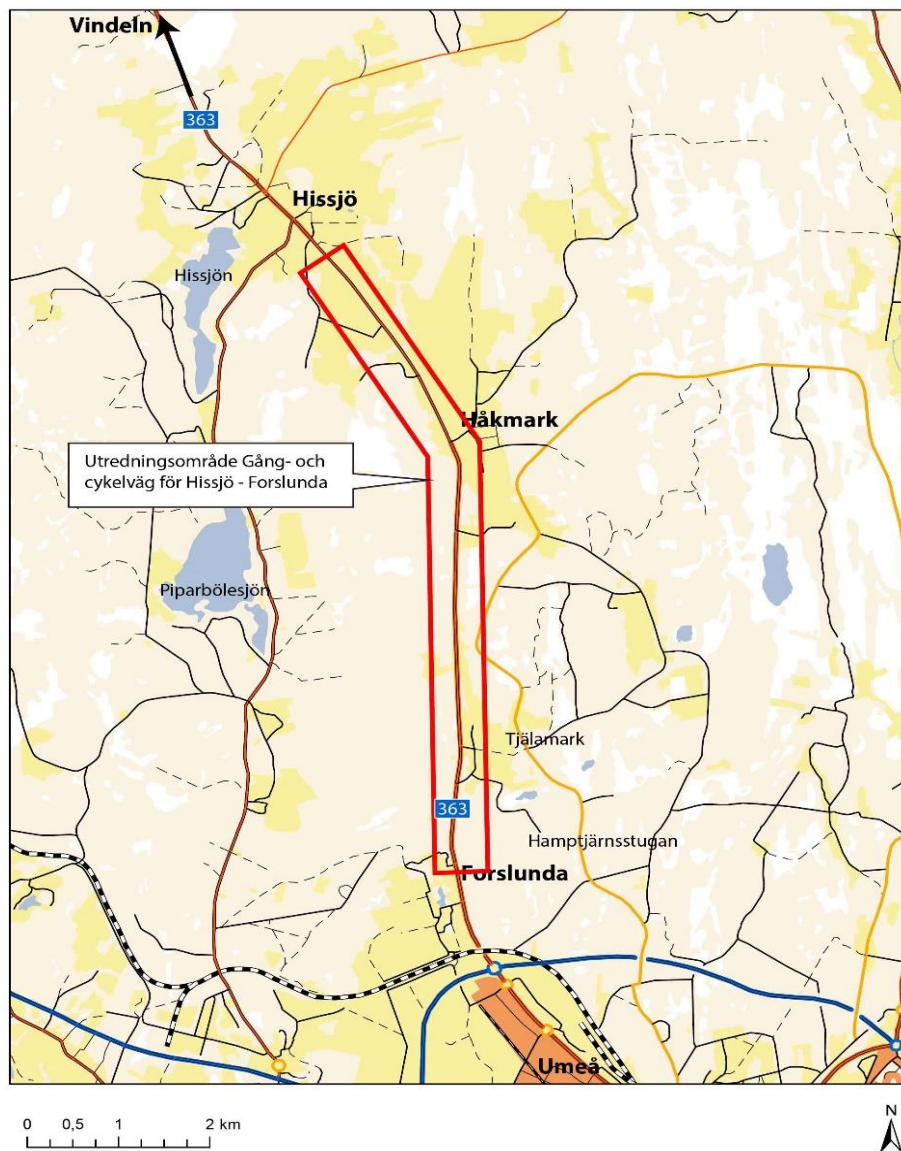 Vindeln
363
Hissjö
Hissjön
Håkmark
Utredningsområde Gång- och
cykelväg för Hissjö - Forslunda
Piparbölesjön
Tjälamark
363
Hamptjärnsstugan
Forslunda
Umeå
0 0,5 1 2 km
N